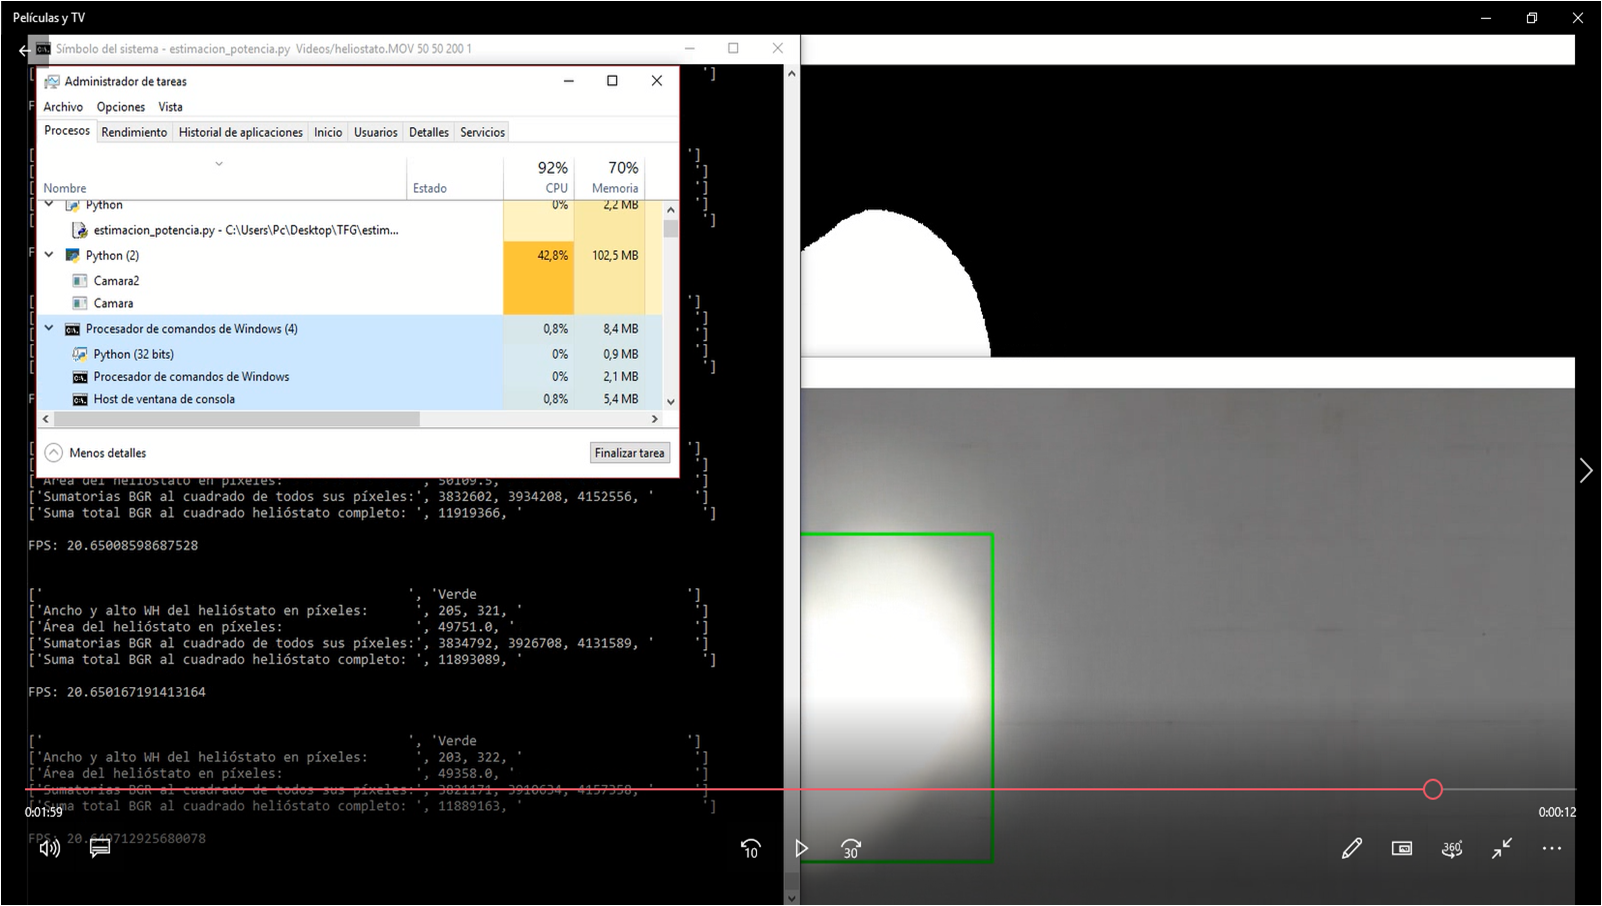 Películas y TV
Símbolo del sistema - estimacion_potencia.py Videos/heliostato.MOV 50 50 200 1
Administrador de tareas
Archivo Opciones Vista
Procesos Rendimiento Historial de aplicaciones Inicio Usuarios Detalles Servicios
92% 70%
Nombre Estado CPU Memoria
Python 0% 2,2 MB
estimacion_potencia.py - C:\Users\Pc\Desktop\TFG\estim...
Python (2) 42,8% 102,5 MB
Camara2
Camara
Procesador de comandos de Windows (4) 0,8% 8,4 MB
Python (32 bits) 0% 0,9 MB
Procesador de comandos de Windows 0% 2,1 MB
Host de ventana de consola 0,8% 5,4 MB
Menos detalles Finalizar tarea
['Área del helióstato en píxeles: ', 50109.5, ']
['Sumatorias BGR al cuadrado de todos sus píxeles:', 3832602, 3934208, 4152556, ' ']
['Suma total BGR al cuadrado helióstato completo: ', 11919366, ' ']
FPS: 20.65008598687528
[' ', 'Verde ']
['Ancho y alto WH del helióstato en píxeles: ', 205, 321, ' ']
['Área del helióstato en píxeles: ', 49751.0, ' ']
['Sumatorias BGR al cuadrado de todos sus píxeles:', 3834792, 3926708, 4131589, ' ']
['Suma total BGR al cuadrado helióstato completo: ', 11893089, ' ']
FPS: 20.650167191413164
[' ', 'Verde ']
['Ancho y alto WH del helióstato en píxeles: ', 203, 322, ' ']
['Área del helióstato en píxeles: ', 49358.0, ' ']
['Sumatorias BGR al cuadrado de todos sus píxeles:', 3821171, 3910634, 4157358, ' ']
['Suma total BGR al cuadrado helióstato completo: ', 11889163, ' ']
0:01:59 0:00:12
FPS: 20.649712925680078
10 30 360°